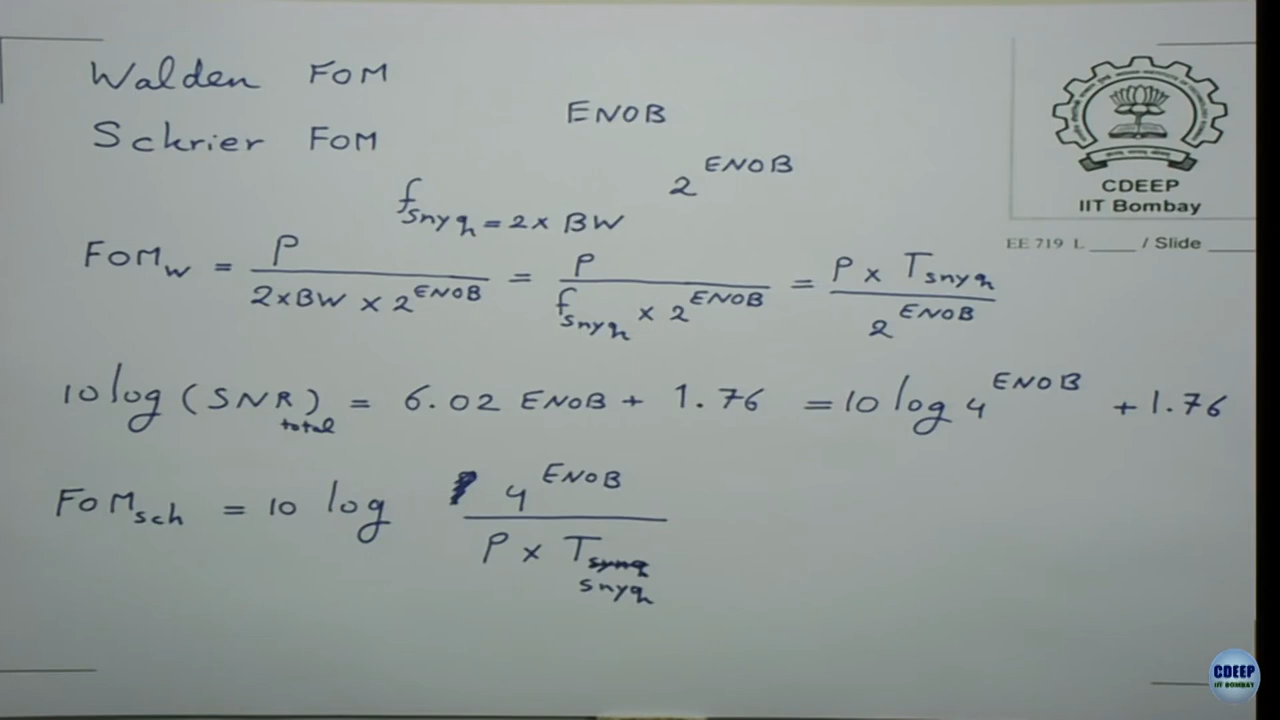 Walden FOM
ENOB
Sckrier FOM
2^ENOB
f_snyq = 2 x BW
FOM_W = P / (2 x BW x 2^ENOB) = P / (f_snyq x 2^ENOB) = P x T_snyq / 2^ENOB
10 log (SNR)_total = 6.02 ENOB + 1.76 = 10 log 4^ENOB + 1.76
FOM_sch = 10 log 4^ENOB / (P x T_snyq)
CDEEP
IIT Bombay
EE 719 L ____ / Slide ____
CDEEP
IIT BOMBAY